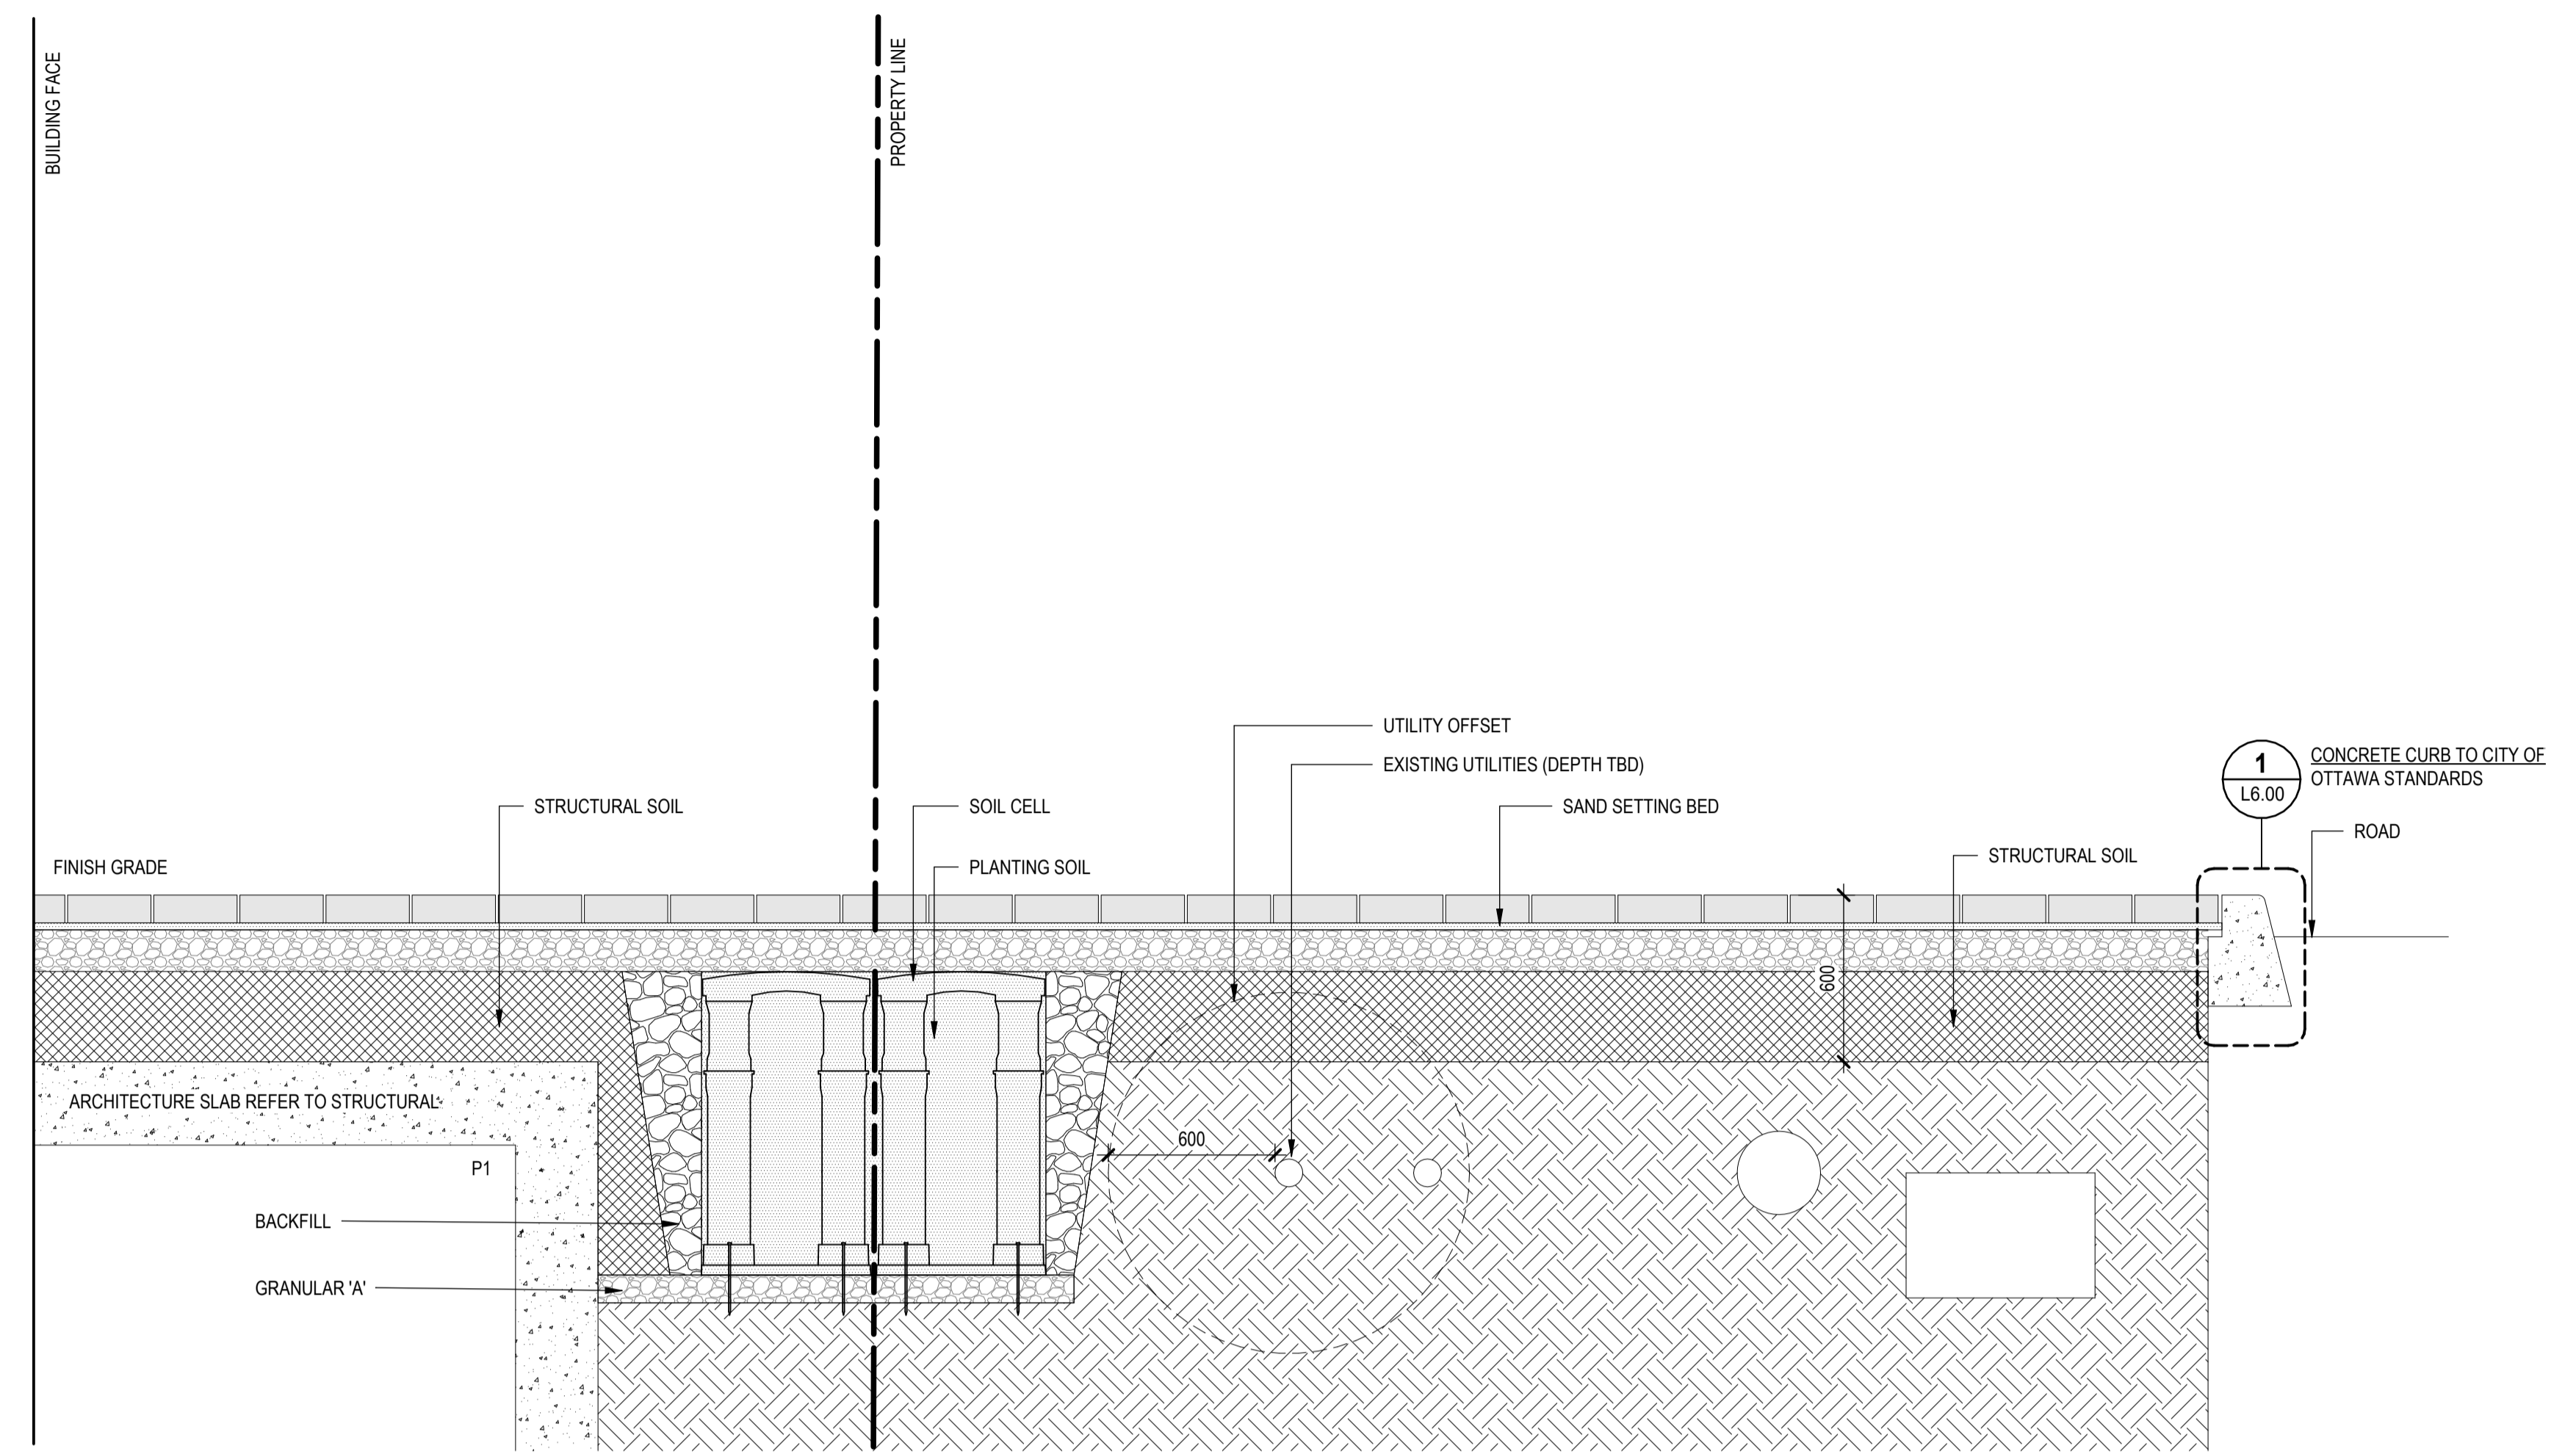 BUILDING FACE
PROPERTY LINE
UTILITY OFFSET
EXISTING UTILITIES (DEPTH TBD)
1
L6.00
CONCRETE CURB TO CITY OF
OTTAWA STANDARDS
STRUCTURAL SOIL
SOIL CELL
SAND SETTING BED
ROAD
FINISH GRADE
PLANTING SOIL
STRUCTURAL SOIL
600
ARCHITECTURE SLAB REFER TO STRUCTURAL
600
P1
BACKFILL
GRANULAR 'A'